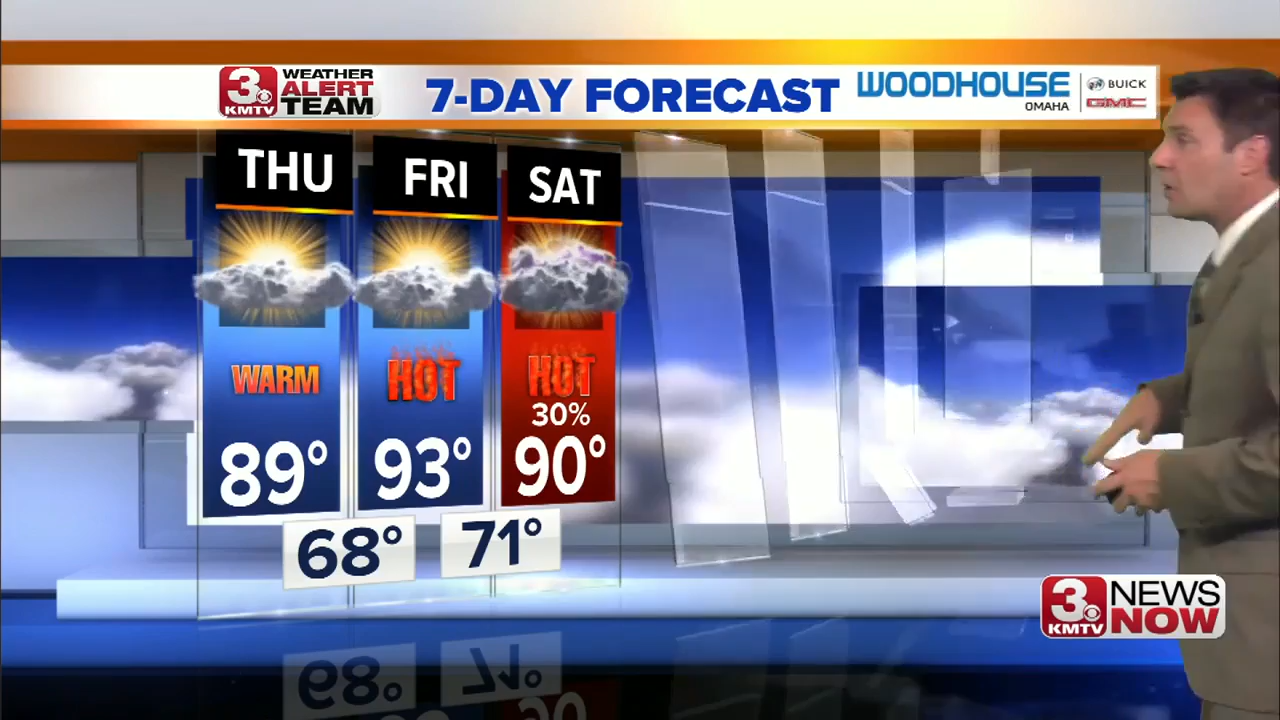 3 KMTV
WEATHER
ALERT
TEAM
7-DAY FORECAST
WOODHOUSE
OMAHA
BUICK
GMC
THU
FRI
SAT
WARM
HOT
HOT
30%
89°
93°
90°
68°
71°
3 KMTV
NEWS
NOW